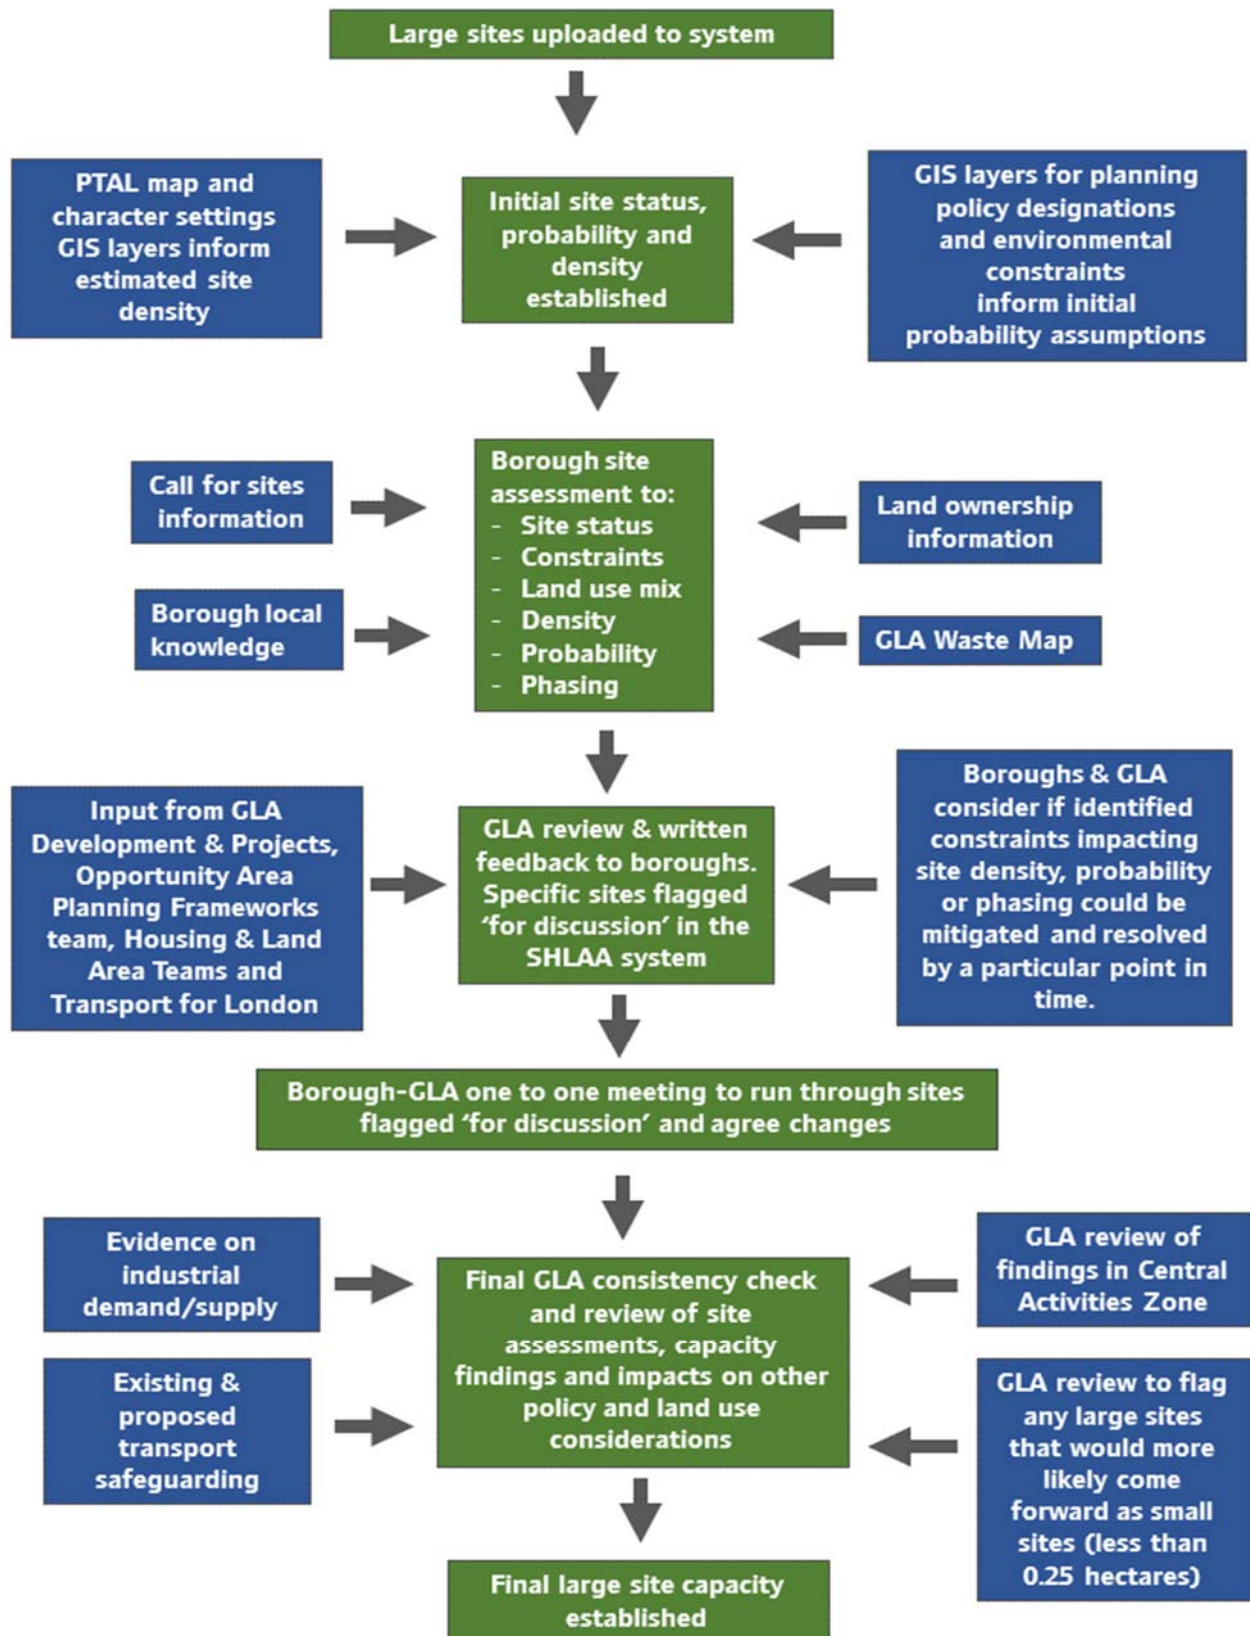 Large sites uploaded to system
PTAL map and
character settings
GIS layers inform
estimated site
density
Initial site status,
probability and
density
established
GIS layers for planning
policy designations
and environmental
constraints
inform initial
probability assumptions
Call for sites
information
Borough local
knowledge
Borough site
assessment to:
- Site status
- Constraints
- Land use mix
- Density
- Probability
- Phasing
Land ownership
information
GLA Waste Map
Input from GLA
Development & Projects,
Opportunity Area
Planning Frameworks
team, Housing & Land
Area Teams and
Transport for London
GLA review & written
feedback to boroughs.
Specific sites flagged
‘for discussion’ in the
SHLAA system
Boroughs & GLA
consider if identified
constraints impacting
site density, probability
or phasing could be
mitigated and resolved
by a particular point in
time.
Borough-GLA one to one meeting to run through sites
flagged ‘for discussion’ and agree changes
Evidence on
industrial
demand/supply
Existing &
proposed
transport
safeguarding
Final GLA consistency check
and review of site
assessments, capacity
findings and impacts on other
policy and land use
considerations
GLA review of
findings in Central
Activities Zone
GLA review to flag
any large sites
that would more
likely come
forward as small
sites (less than
0.25 hectares)
Final large site capacity
established